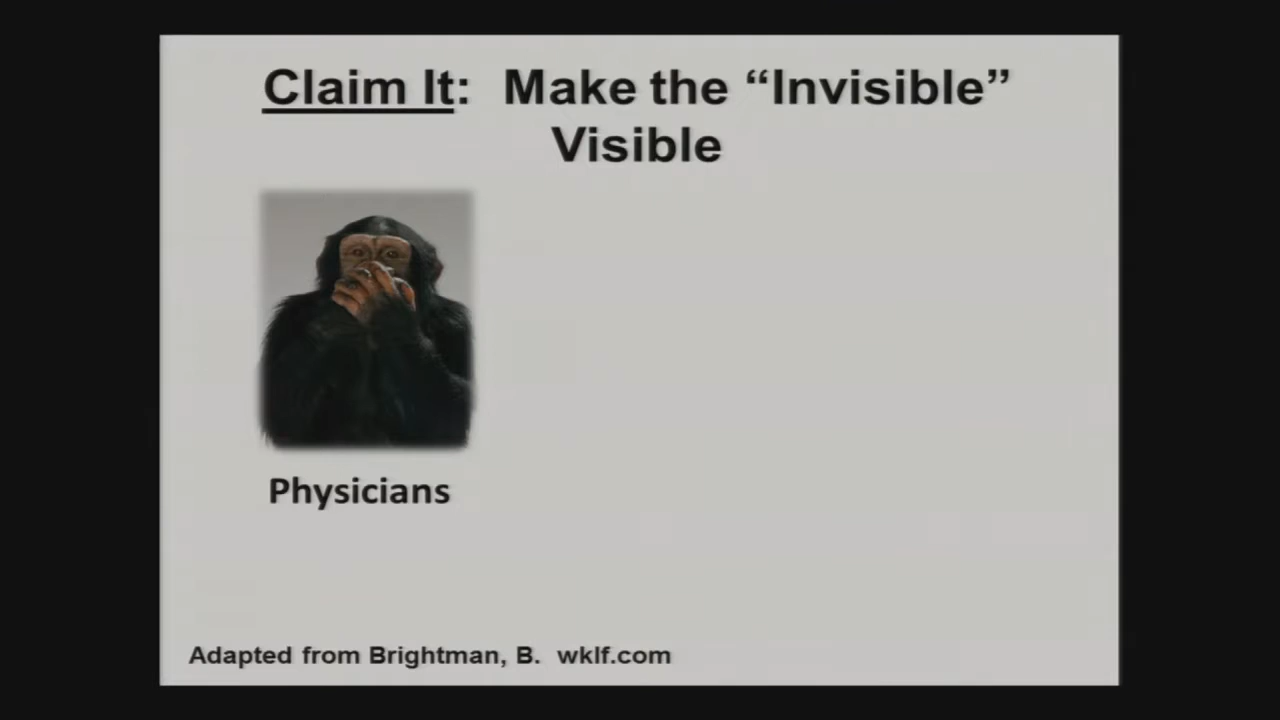 Claim It:  Make the “Invisible”
Visible
Physicians
Adapted from Brightman, B.  wklf.com